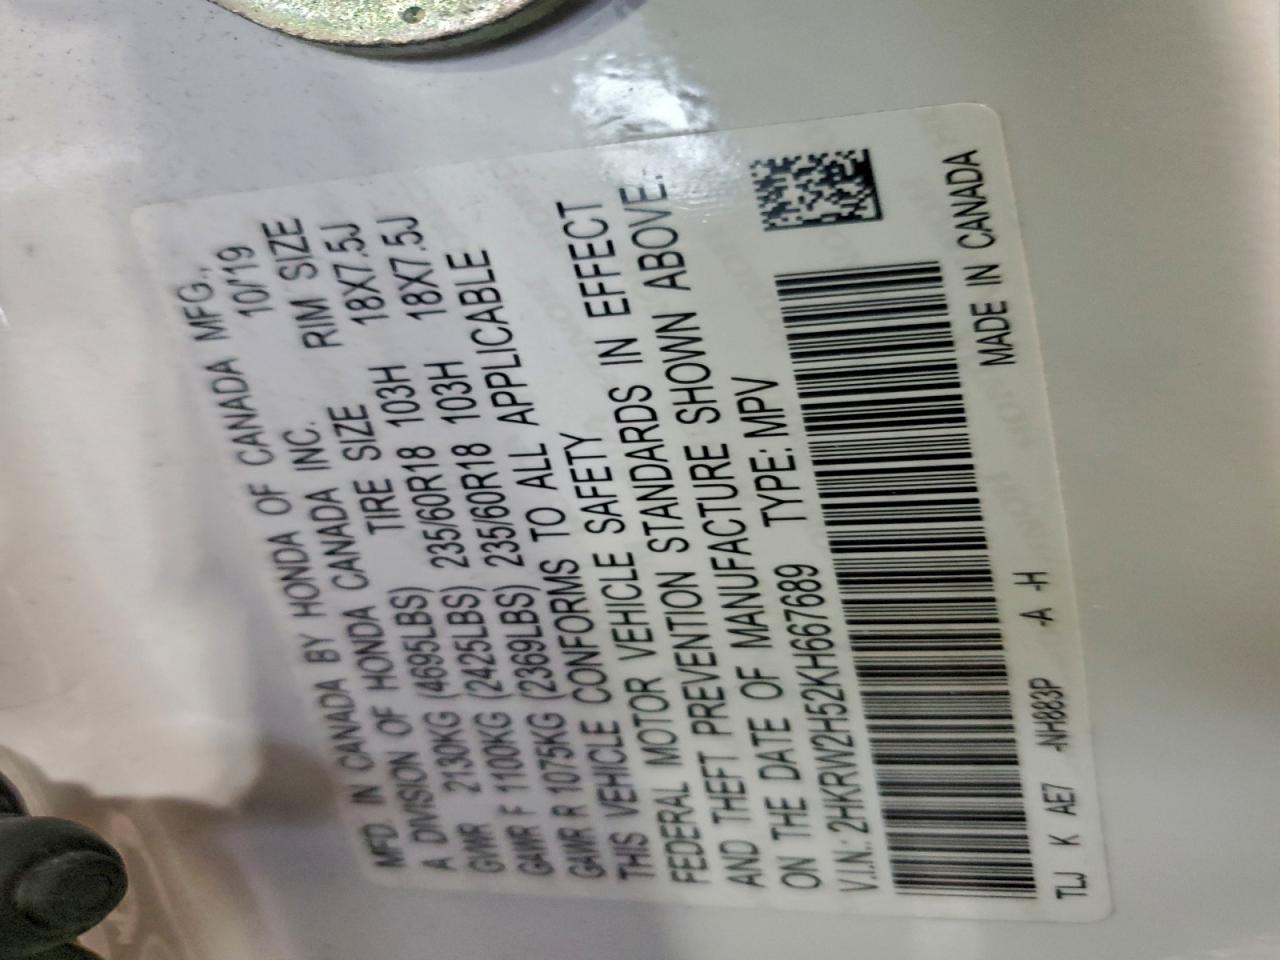 MFD. IN CANADA BY HONDA OF CANADA MFG.,
A DIVISION OF HONDA CANADA INC. 10/19
GVWR 2130KG (4695LBS) TIRE SIZE RIM SIZE
GAWR F 1100KG (2425LBS) 235/60R18 103H 18X7.5J
GAWR R 1075KG (2369LBS) 235/60R18 103H 18X7.5J
THIS VEHICLE CONFORMS TO ALL APPLICABLE
FEDERAL MOTOR VEHICLE SAFETY
AND THEFT PREVENTION STANDARDS IN EFFECT
ON THE DATE OF MANUFACTURE SHOWN ABOVE.
V.I.N.: 2HKRW2H52KH667689 TYPE: MPV
MADE IN CANADA
TLJ K AE7 -NH883P -A -H